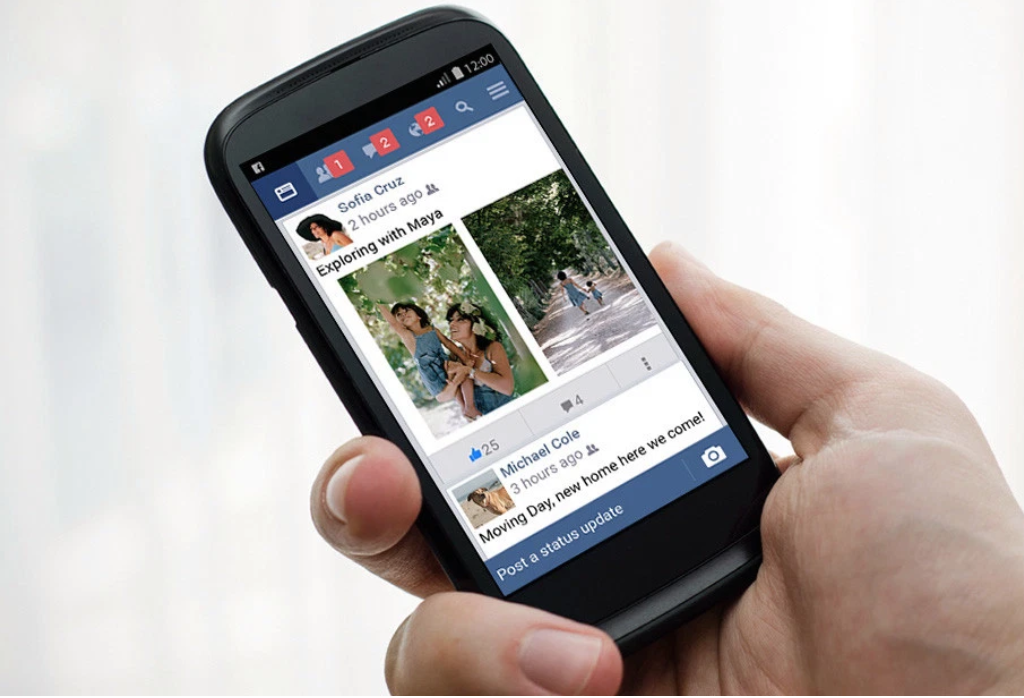 12:00
1
2
2
Sofia Cruz
2 hours ago
Exploring with Maya
25
4
Michael Cole
3 hours ago
Moving Day, new home here we come!
Post a status update